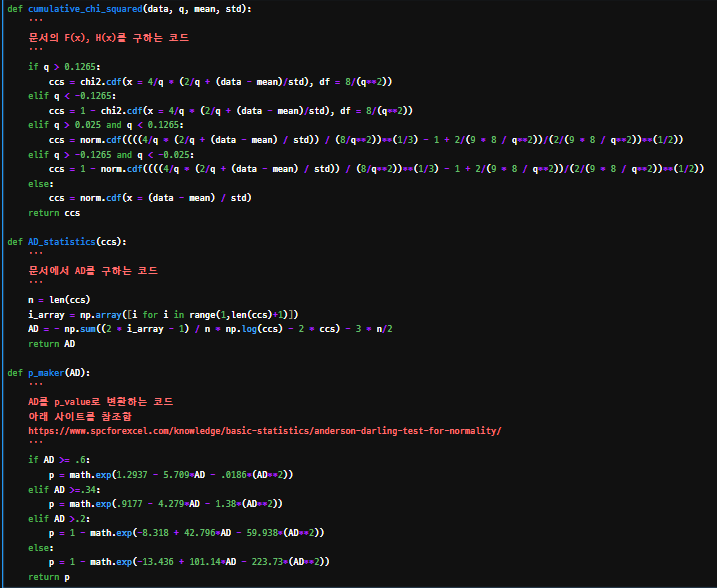 def cumulative_chi_squared(data, q, mean, std):
    '''
    문서의 F(x), H(x)를 구하는 코드
    '''
    if q > 0.1265:
        ccs = chi2.cdf(x = 4/q * (2/q + (data - mean)/std), df = 8/(q**2))
    elif q < -0.1265:
        ccs = 1 - chi2.cdf(x = 4/q * (2/q + (data - mean)/std), df = 8/(q**2))
    elif q > 0.025 and q < 0.1265:
        ccs = norm.cdf((((4/q * (2/q + (data - mean) / std)) / (8/q**2))**(1/3) - 1 + 2/(9 * 8 / q**2))/(2/(9 * 8 / q**2))**(1/2))
    elif q > -0.1265 and q < -0.025:
        ccs = 1 - norm.cdf((((4/q * (2/q + (data - mean) / std)) / (8/q**2))**(1/3) - 1 + 2/(9 * 8 / q**2))/(2/(9 * 8 / q**2))**(1/2))
    else:
        ccs = norm.cdf(x = (data - mean) / std)
    return ccs

def AD_statistics(ccs):
    '''
    문서에서 AD를 구하는 코드
    '''
    n = len(ccs)
    i_array = np.array([i for i in range(1,len(ccs)+1)])
    AD = - np.sum((2 * i_array - 1) / n * np.log(ccs) - 2 * ccs) - 3 * n/2
    return AD

def p_maker(AD):
    '''
    AD를 p_value로 변환하는 코드
    아래 사이트를 참조함
    https://www.spcforexcel.com/knowledge/basic-statistics/anderson-darling-test-for-normality/
    '''
    if AD >= .6:
        p = math.exp(1.2937 - 5.709*AD - .0186*(AD**2))
    elif AD >=.34:
        p = math.exp(.9177 - 4.279*AD - 1.38*(AD**2))
    elif AD >.2:
        p = 1 - math.exp(-8.318 + 42.796*AD - 59.938*(AD**2))
    else:
        p = 1 - math.exp(-13.436 + 101.14*AD - 223.73*(AD**2))
    return p